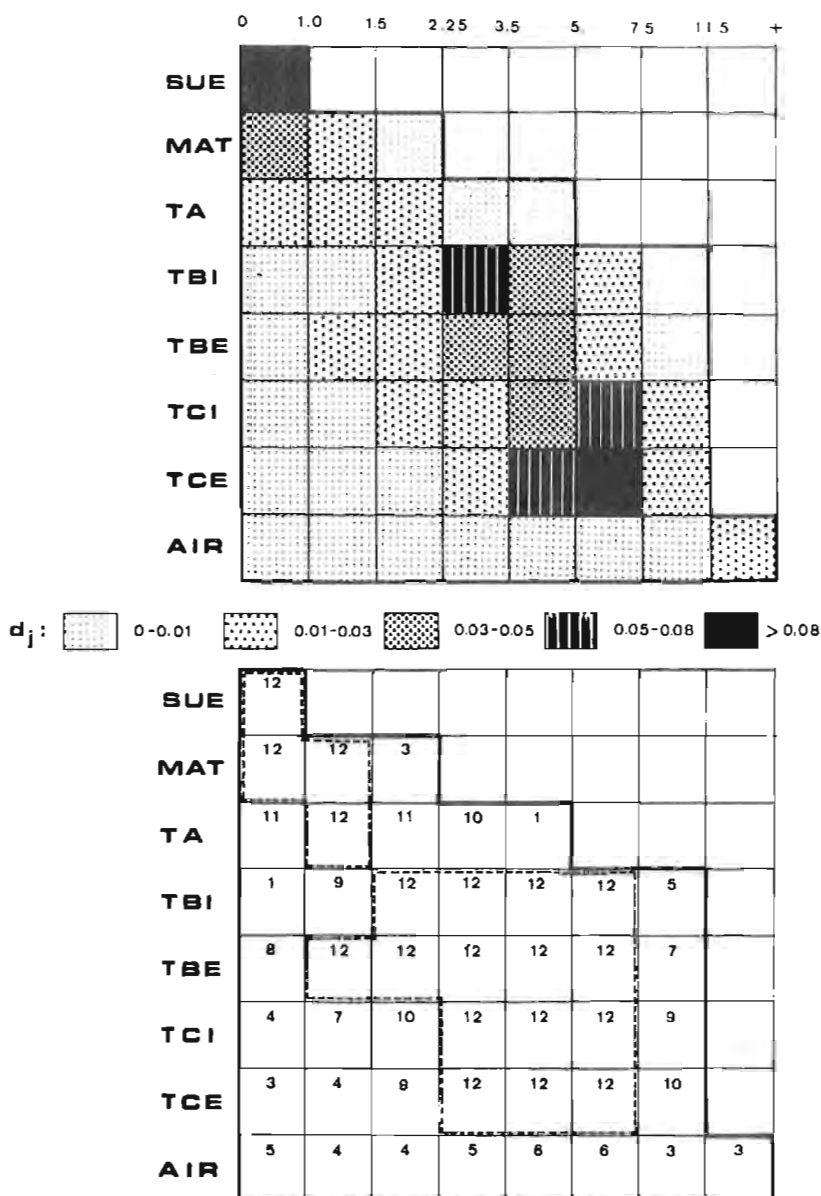 0 1.0 1.5 2.25 3.5 5. 7 5 11 5 +
SUE
MAT
TA
TBI
TBE
TCI
TCE
AIR
dj: 0-0.01 0.01-0.03 0.03-0.05 0.05-0.08 >0.08
SUE 12
MAT 12 12 3
TA 11 12 11 10 1
TBI 1 9 12 12 12 12 5
TBE 8 12 12 12 12 12 7
TCI 4 7 10 12 12 12 9
TCE 3 4 12 12 12 10
AIR 5 4 4 5 6 6 3 3